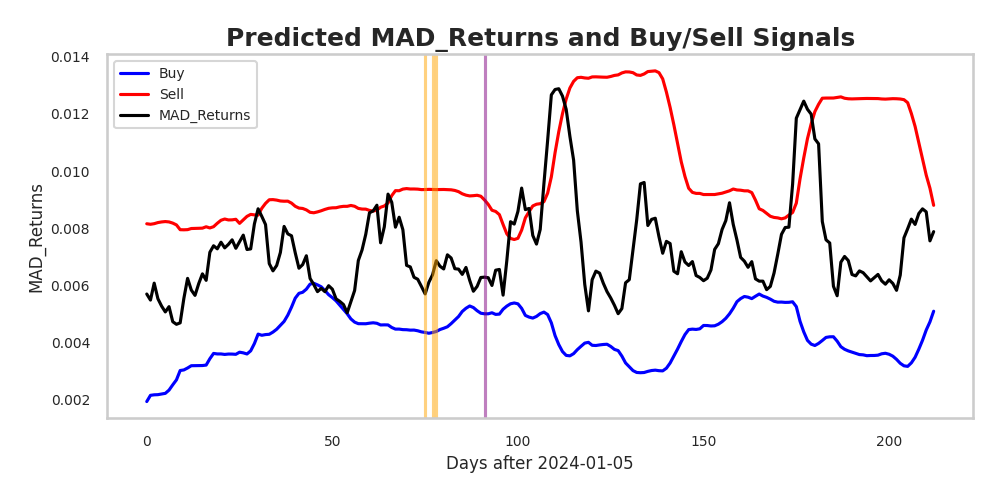 Predicted MAD_Returns and Buy/Sell Signals
0.014
0.012
0.010
0.008
0.006
0.004
0.002
MAD_Returns
Buy
Sell
MAD_Returns
0 50 100 150 200
Days after 2024-01-05